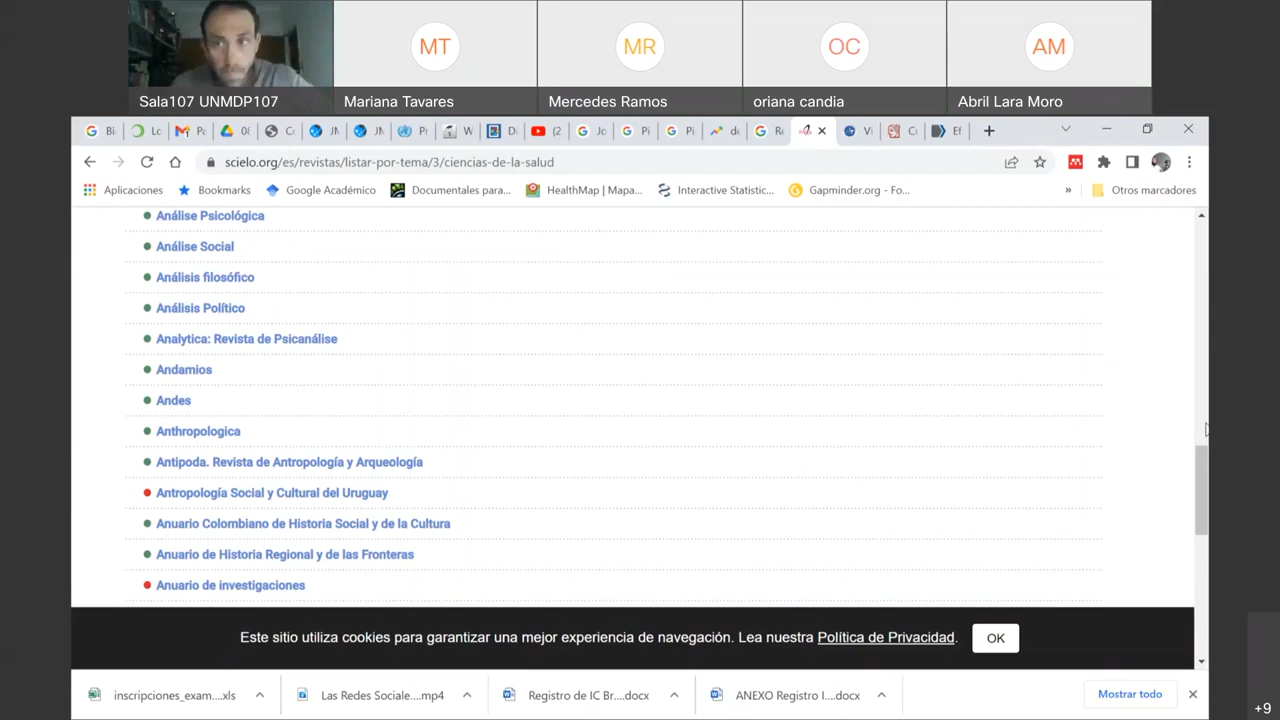 MT
MR
OC
AM
Sala107 UNMDP107
Mariana Tavares
Mercedes Ramos
oriana candia
Abril Lara Moro
scielo.org/es/revistas/listar-por-tema/3/ciencias-de-la-salud
Aplicaciones
Bookmarks
Google Académico
Documentales para...
HealthMap | Mapa...
Interactive Statistic...
Gapminder.org - Fo...
»
Otros marcadores
Análise Psicológica
Análise Social
Análisis filosófico
Análisis Político
Analytica: Revista de Psicanálise
Andamios
Andes
Anthropologica
Antipoda. Revista de Antropología y Arqueología
Antropología Social y Cultural del Uruguay
Anuario Colombiano de Historia Social y de la Cultura
Anuario de Historia Regional y de las Fronteras
Anuario de investigaciones
Este sitio utiliza cookies para garantizar una mejor experiencia de navegación. Lea nuestra Política de Privacidad.
OK
inscripciones_exam....xls
Las Redes Sociale....mp4
Registro de IC Br....docx
ANEXO Registro I....docx
Mostrar todo
+9